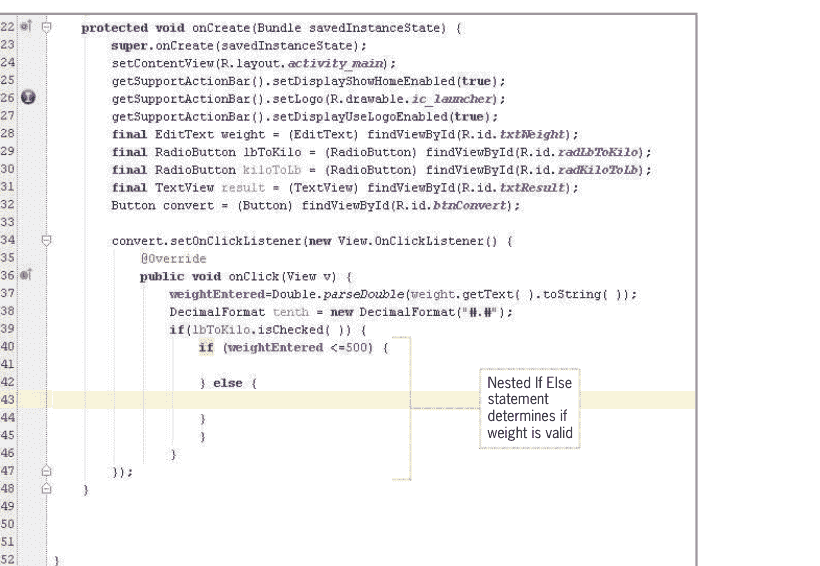 22 protected void onCreate(Bundle savedInstanceState) {
23 super.onCreate(savedInstanceState);
24 setContentView(R.layout.activity_main);
25 getSupportActionBar().setDisplayShowHomeEnabled(true);
26 getSupportActionBar().setLogo(R.drawable.ic_launcher);
27 getSupportActionBar().setDisplayUseLogoEnabled(true);
28 final EditText weight = (EditText) findViewById(R.id.txtWeight);
29 final RadioButton lbToKilo = (RadioButton) findViewById(R.id.radLbToKilo);
30 final RadioButton kiloToLb = (RadioButton) findViewById(R.id.radKiloToLb);
31 final TextView result = (TextView) findViewById(R.id.txtResult);
32 Button convert = (Button) findViewById(R.id.btnConvert);
33
34 convert.setOnClickListener(new View.OnClickListener() {
35 @Override
36 public void onClick(View v) {
37 weightEntered=Double.parseDouble(weight.getText( ).toString( ));
38 DecimalFormat tenth = new DecimalFormat("#.#");
39 if(lbToKilo.isChecked( )) {
40 if (weightEntered <=500) {
41
42 } else {
43
44 }
45 }
46 }
47 });
48 }
49
50
51
52 }
Nested If Else
statement
determines if
weight is valid